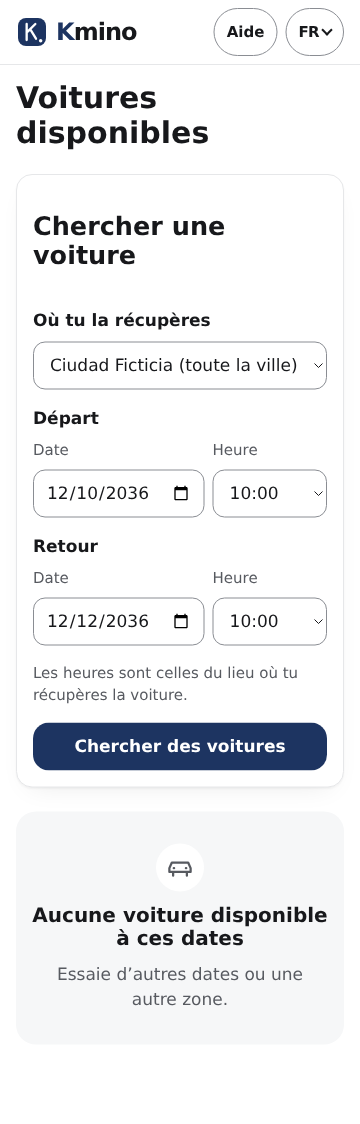 K. Kmino
Aide
FR
Voitures
disponibles
Chercher une
voiture
Où tu la récupères
Ciudad Ficticia (toute la ville)
Départ
Date
Heure
12/10/2036
10:00
Retour
Date
Heure
12/12/2036
10:00
Les heures sont celles du lieu où tu
récupères la voiture.
Chercher des voitures
Aucune voiture disponible
à ces dates
Essaie d’autres dates ou une
autre zone.